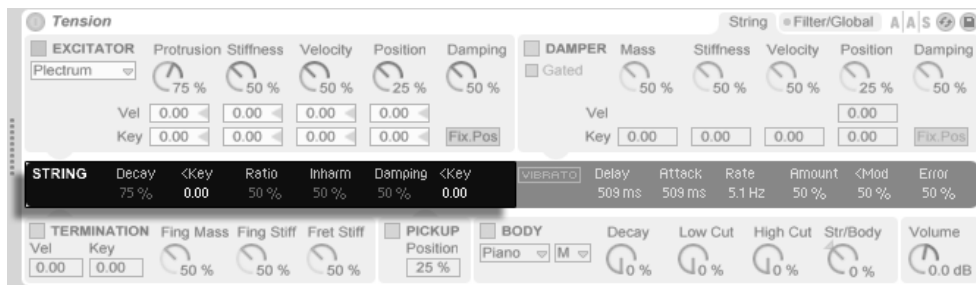 Tension String Filter/Global A A S
EXCITATOR Protrusion Stiffness Velocity Position Damping
Plectrum 75 % 50 % 50 % 25 % 50 %
Vel 0.00 0.00 0.00 0.00
Key 0.00 0.00 0.00 0.00 Fix.Pos
DAMPER Mass Stiffness Velocity Position Damping
Gated 50 % 50 % 50 % 25 % 50 %
Vel 0.00
Key 0.00 0.00 0.00 0.00 Fix.Pos
STRING Decay <Key Ratio Inharm Damping <Key
75 % 0.00 50 % 50 % 50 % 0.00
VIBRATO Delay Attack Rate Amount <Mod Error
509 ms 509 ms 5.1 Hz 50 % 50 % 50 %
TERMINATION Fing Mass Fing Stiff Fret Stiff
Vel Key
0.00 0.00 50 % 50 % 50 %
PICKUP
Position
25 %
BODY Decay Low Cut High Cut Str/Body Volume
Piano M 0 % 0 % 0 % 0 % 0.0 dB